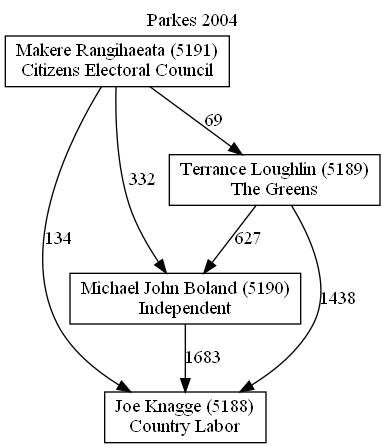 Parkes 2004
Makere Rangihaeata (5191)
Citizens Electoral Council
69
Terrance Loughlin (5189)
The Greens
332
134
627
Michael John Boland (5190)
Independent
1438
1683
Joe Knagge (5188)
Country Labor